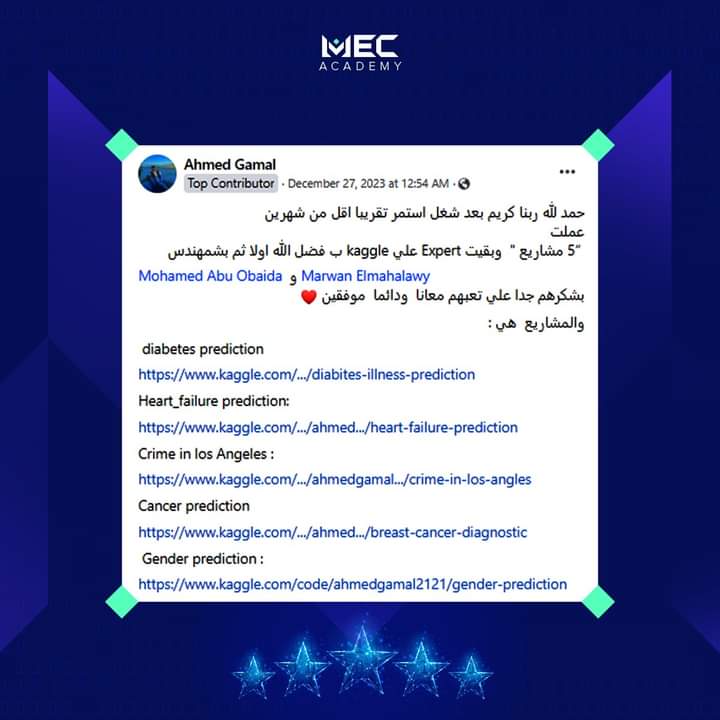 MEC
ACADEMY
Ahmed Gamal
Top Contributor · December 27, 2023 at 12:54 AM ·
حمد لله ربنا كريم بعد شغل استمر تقريبا اقل من شهرين
عملت
"5 مشاريع " وبقيت Expert علي kaggle ب فضل الله اولا ثم بشمهندس
Mohamed Abu Obaida و Marwan Elmahalawy
بشكرهم جدا علي تعبهم معانا ودائما موفقين ♥️
والمشاريع هي :
diabetes prediction
https://www.kaggle.com/.../diabites-illness-prediction
Heart_failure prediction:
https://www.kaggle.com/.../ahmed.../heart-failure-prediction
Crime in los Angeles :
https://www.kaggle.com/.../ahmedgamal.../crime-in-los-angles
Cancer prediction
https://www.kaggle.com/.../ahmed.../breast-cancer-diagnostic
Gender prediction :
https://www.kaggle.com/code/ahmedgamal2121/gender-prediction